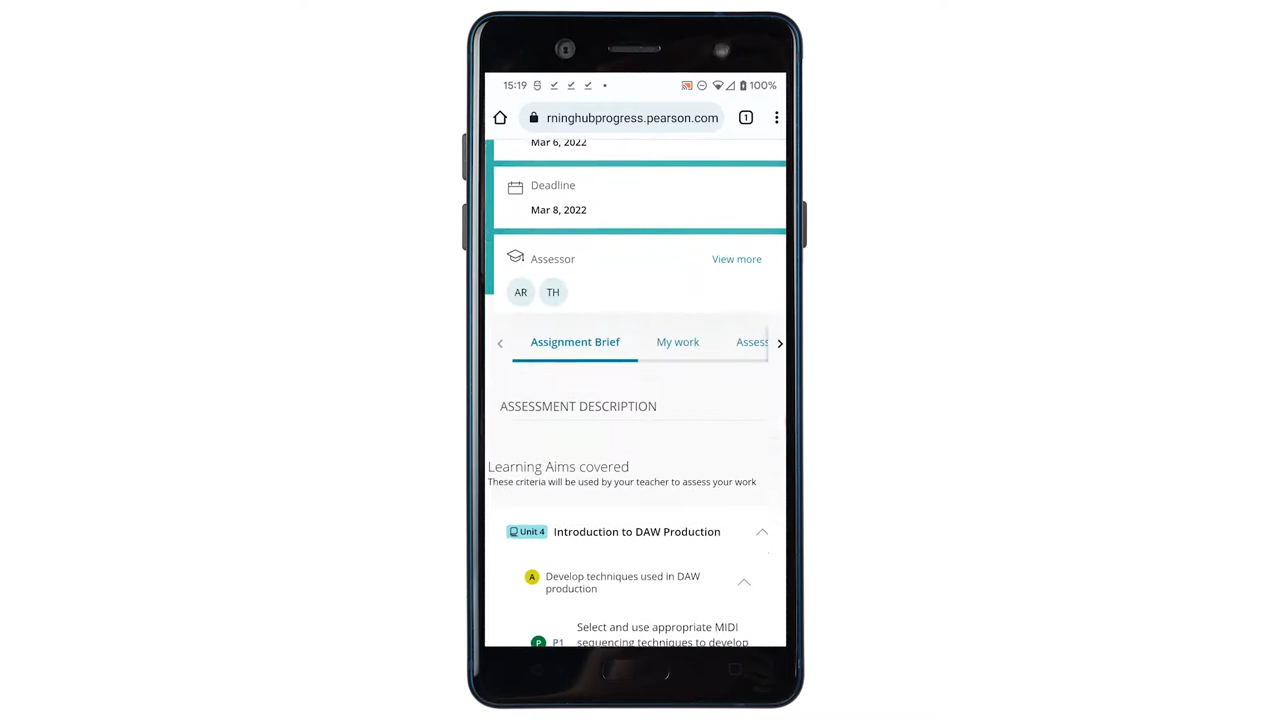 15:19
100%
rninghubprogress.pearson.com
1
Mar 6, 2022
Deadline
Mar 8, 2022
Assessor
View more
AR
TH
Assignment Brief
My work
Assess
ASSESSMENT DESCRIPTION
Learning Aims covered
These criteria will be used by your teacher to assess your work
Unit 4
Introduction to DAW Production
A
Develop techniques used in DAW
production
Select and use appropriate MIDI
P
P1
sequencing techniques to develop